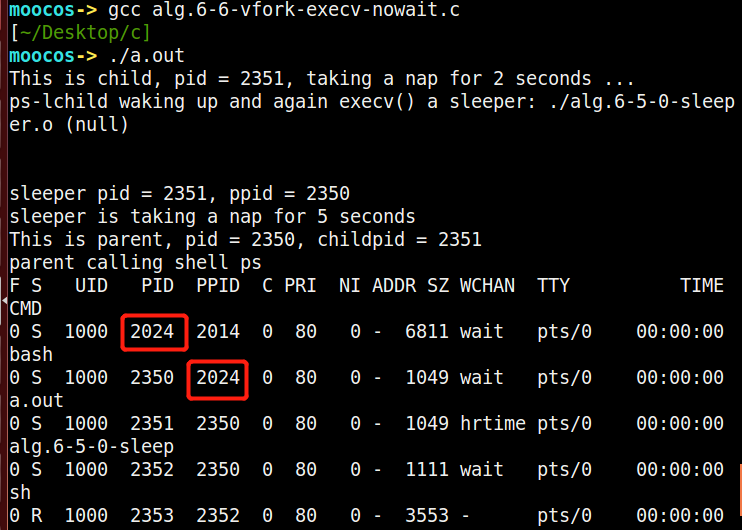 moocos-> gcc alg.6-6-vfork-execv-nowait.c
[~/Desktop/c]
moocos-> ./a.out
This is child, pid = 2351, taking a nap for 2 seconds ...
ps-lchild waking up and again execv() a sleeper: ./alg.6-5-0-sleep
er.o (null)
sleeper pid = 2351, ppid = 2350
sleeper is taking a nap for 5 seconds
This is parent, pid = 2350, childpid = 2351
parent calling shell ps
F S   UID   PID  PPID  C PRI  NI ADDR SZ WCHAN  TTY          TIME
CMD
0 S  1000  2024  2014  0  80   0 -  6811 wait   pts/0    00:00:00
bash
0 S  1000  2350  2024  0  80   0 -  1049 wait   pts/0    00:00:00
a.out
0 S  1000  2351  2350  0  80   0 -  1049 hrtime pts/0    00:00:00
alg.6-5-0-sleep
0 S  1000  2352  2350  0  80   0 -  1111 wait   pts/0    00:00:00
sh
0 R  1000  2353  2352  0  80   0 -  3553 -      pts/0    00:00:00